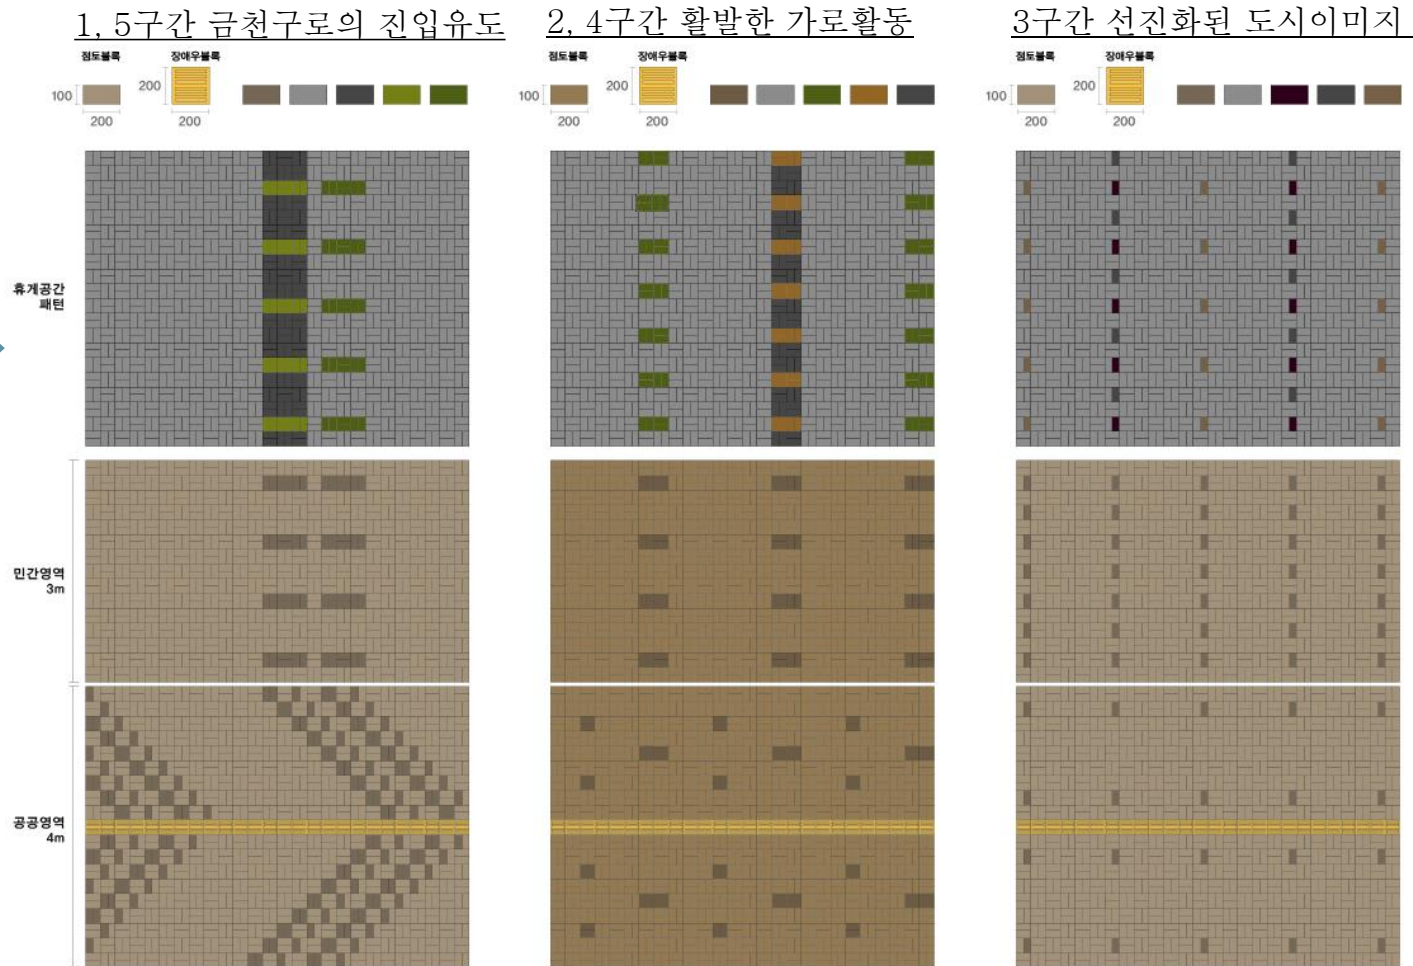 1, 5구간 금천구로의 진입유도
2, 4구간 활발한 가로활동
3구간 선진화된 도시이미지
점토블록
장애우블록
100
200
200
200
점토블록
장애우블록
100
200
200
200
점토블록
장애우블록
100
200
200
200
휴게공간
패턴
민간영역
3m
공공영역
4m